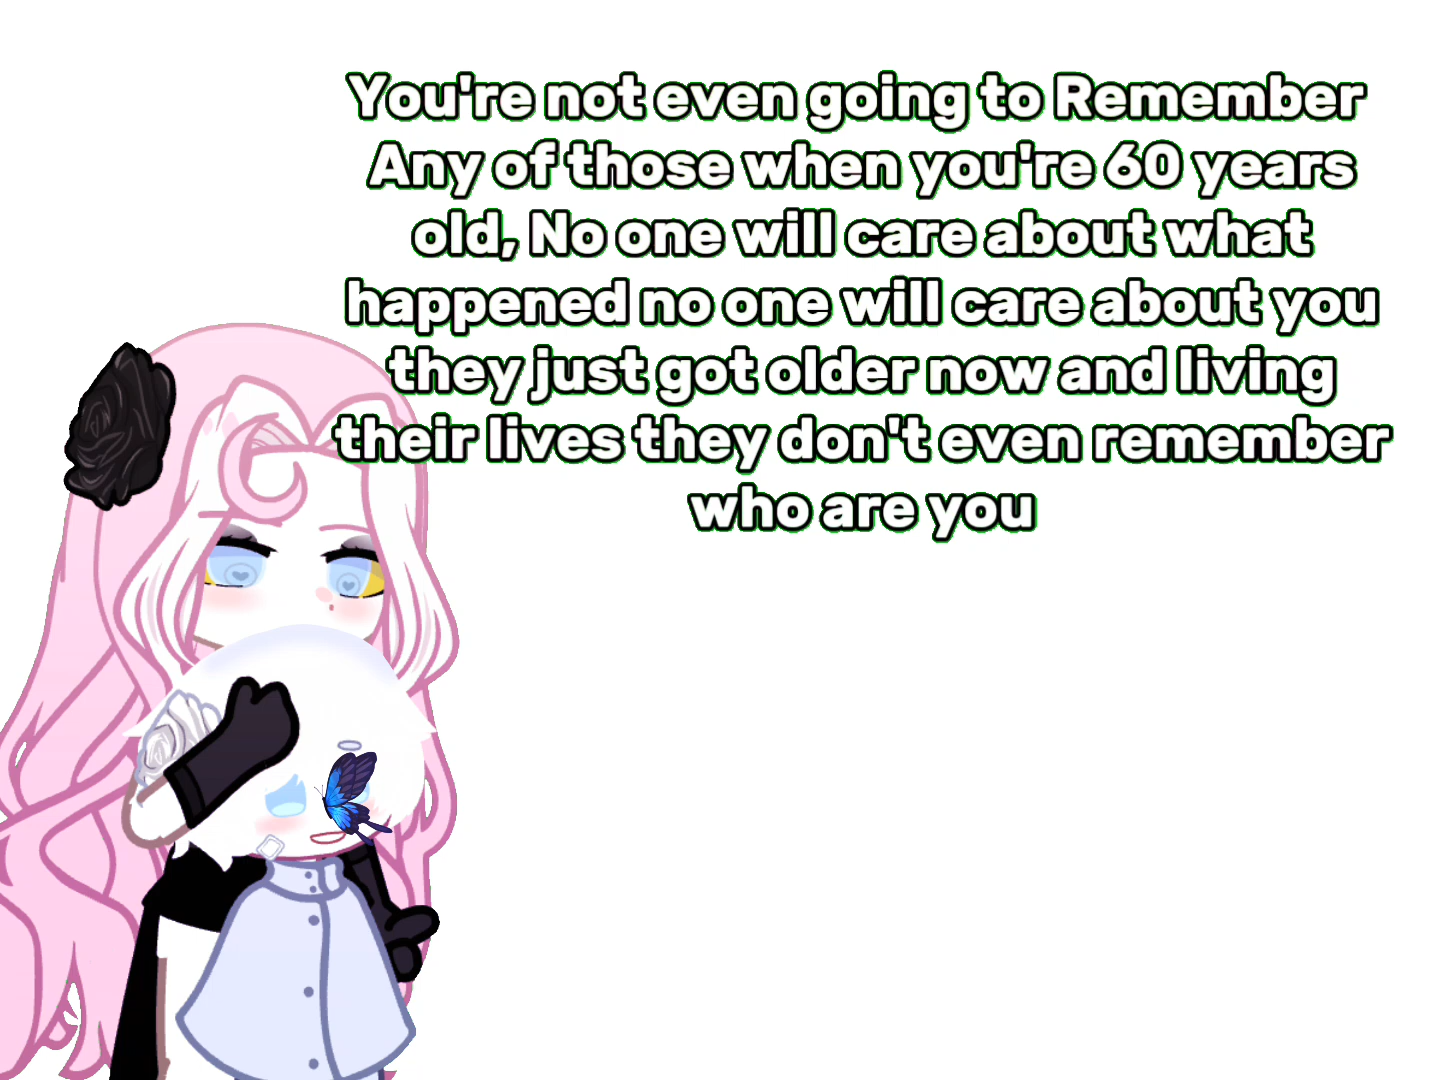 You're not even going to Remember
Any of those when you're 60 years
old, No one will care about what
happened no one will care about you
they just got older now and living
their lives they don't even remember
who are you